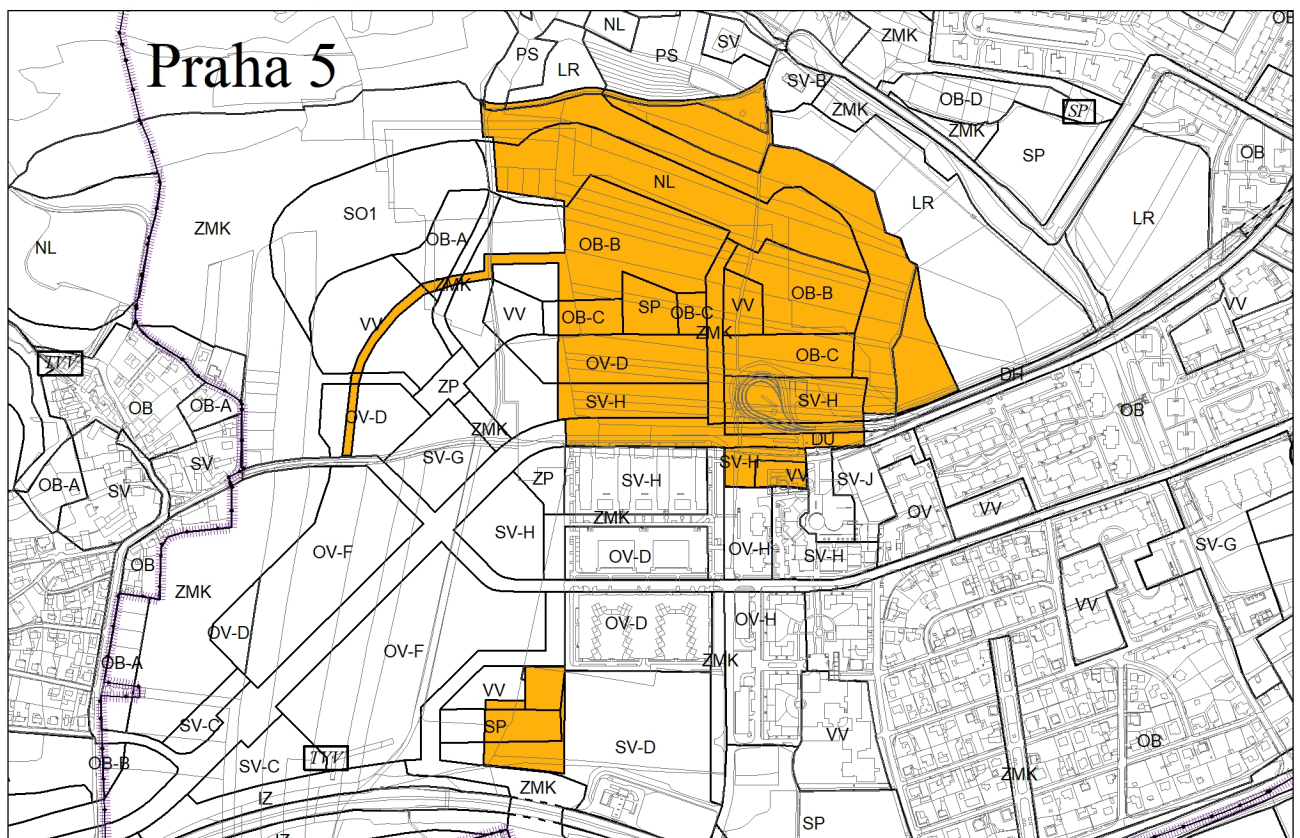 Praha 5
NL
ZMK
OB
PS
PS
SV
LR
SV-B
OB-D
ZMK
SP
ZMK
SP
OB
NL
LR
LR
SO1
ZMK
NL
OB-A
OB-B
ZMK
OB-B
VV
VV
VV
SP
OB-C
OB-C
VV
ZMK
TVV
OV-D
OB-C
DH
ZP
OB
OB-A
SV-H
SV-H
OB
OV-D
ZMK
DU
SV-G
SV
SV-H
VV
OB-A
SV
ZP
SV-H
SV-J
OV
VV
ZMK
SV-H
OV-F
OV-D
OV-H
SV-H
SV-G
OB
ZMK
VV
OV-D
OV-D
OV-H
OV-F
ZMK
OB-A
VV
SV-C
SP
VV
OB
SV-D
TVV
OB-B
SV-C
ZMK
ZMK
IZ
SP
IZ